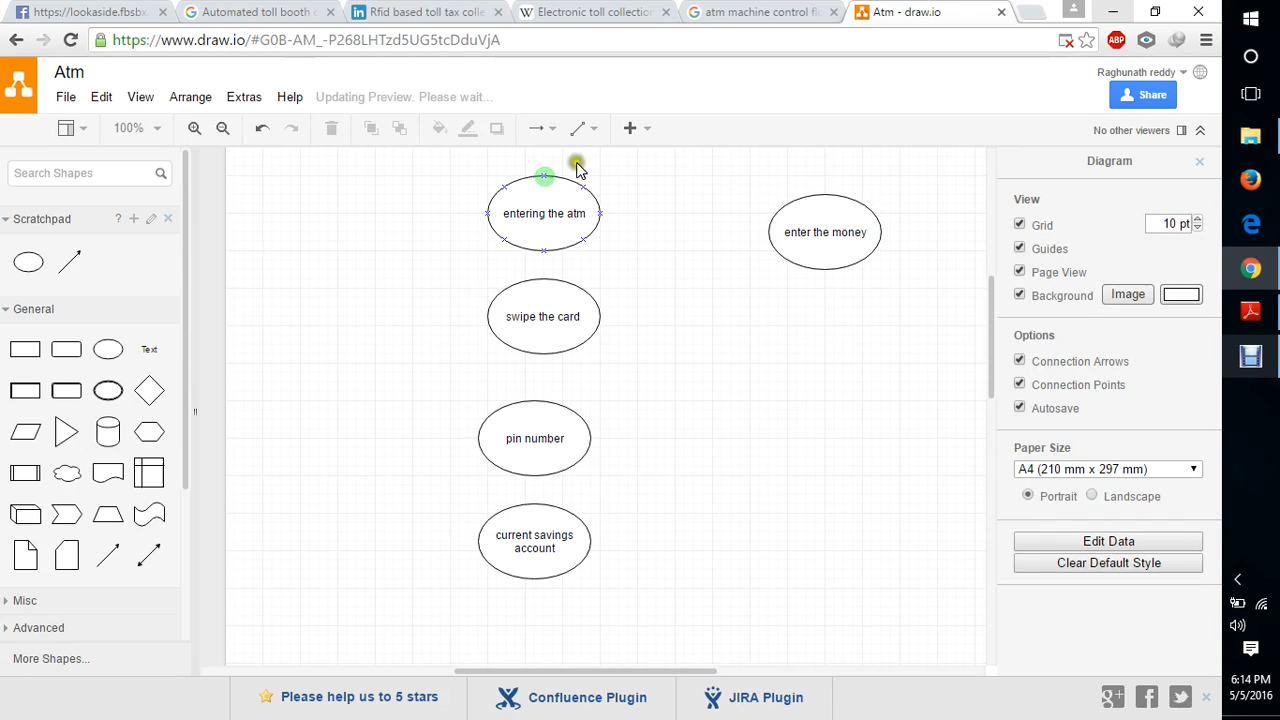 https://lookaside.fbsbx
Automated toll booth c
Rfid based toll tax colle
Electronic toll collection
atm machine control flo
Atm - draw.io
https://www.draw.io/#G0B-AM_-P268LHTzd5UG5tcDduVjA
ABP
Atm
Raghunath reddy
File Edit View Arrange Extras Help Updating Preview. Please wait...
Share
100%
No other viewers
Search Shapes
Scratchpad
?
General
Text
Misc
Advanced
More Shapes...
entering the atm
enter the money
swipe the card
pin number
current savings
account
Diagram
View
Grid 10 pt
Guides
Page View
Background Image
Options
Connection Arrows
Connection Points
Autosave
Paper Size
A4 (210 mm x 297 mm)
Portrait Landscape
Edit Data
Clear Default Style
Please help us to 5 stars
Confluence Plugin
JIRA Plugin
6:14 PM
5/5/2016